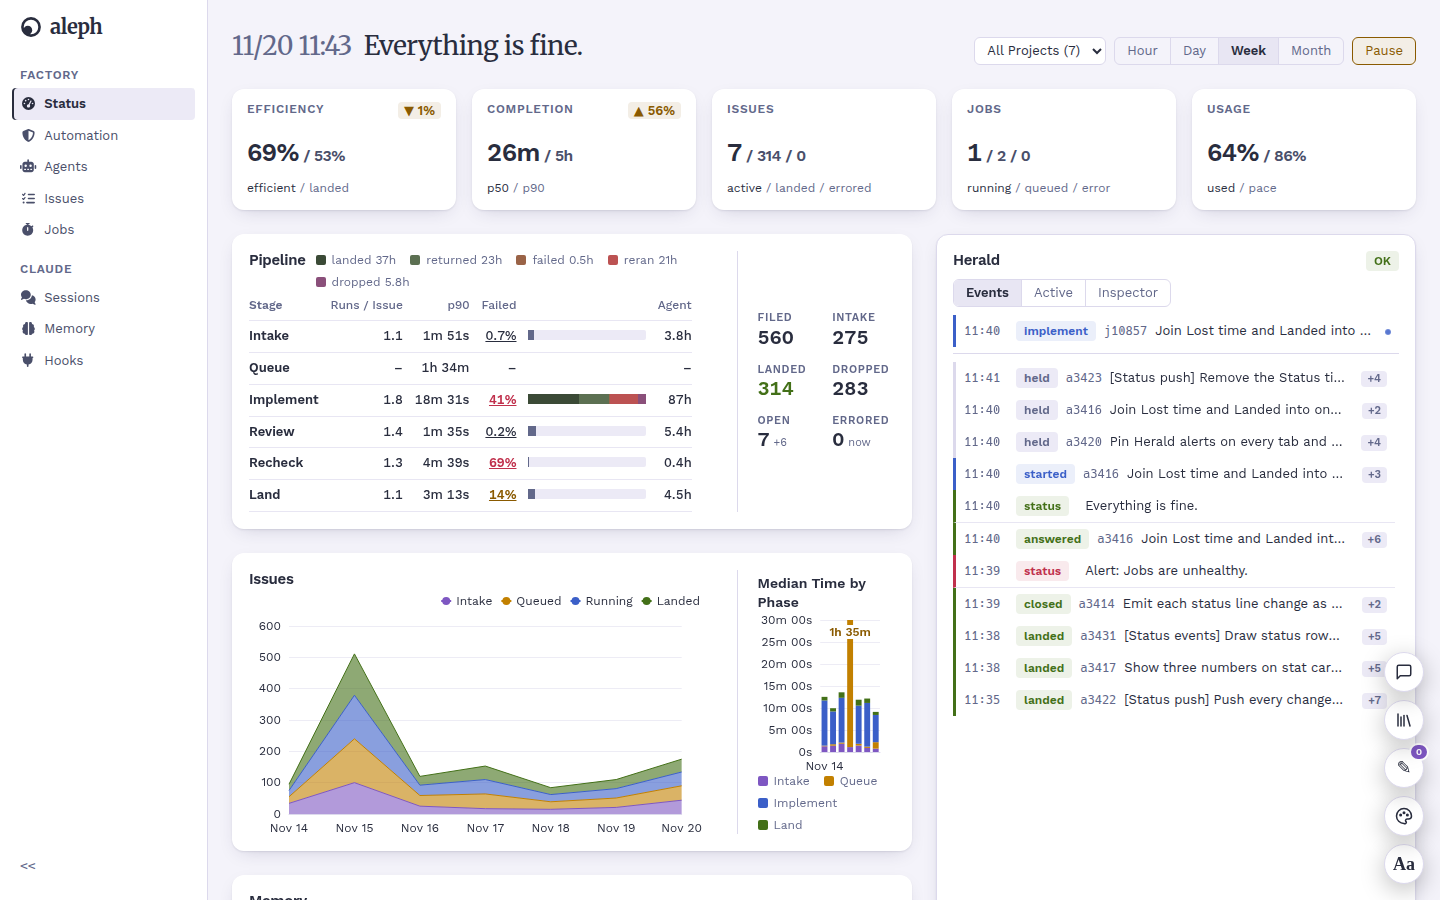 aleph
FACTORY
Status
Automation
Agents
Issues
Jobs
CLAUDE
Sessions
Memory
Hooks
<<
11/20 11:43 Everything is fine.
All Projects (7)
Hour Day Week Month
Pause
EFFICIENCY ▼ 1%
69% / 53%
efficient / landed
COMPLETION ▲ 56%
26m / 5h
p50 / p90
ISSUES
7 / 314 / 0
active / landed / errored
JOBS
1 / 2 / 0
running / queued / error
USAGE
64% / 86%
used / pace
Pipeline landed 37h returned 23h failed 0.5h reran 21h
dropped 5.8h
Stage Runs / Issue p90 Failed Agent
Intake 1.1 1m 51s 0.7% 3.8h
Queue – 1h 34m – –
Implement 1.8 18m 31s 41% 87h
Review 1.4 1m 35s 0.2% 5.4h
Recheck 1.3 4m 39s 69% 0.4h
Land 1.1 3m 13s 14% 4.5h
FILED INTAKE
560 275
LANDED DROPPED
314 283
OPEN ERRORED
7 +6 0 now
Issues
Intake Queued Running Landed
600
500
400
300
200
100
0
Nov 14 Nov 15 Nov 16 Nov 17 Nov 18 Nov 19 Nov 20
Median Time by
Phase
30m 00s
1h 35m
25m 00s
20m 00s
15m 00s
10m 00s
5m 00s
0s
Nov 14
Intake Queue
Implement
Land
Herald OK
Events Active Inspector
11:40 implement j10857 Join Lost time and Landed into ...
11:41 held a3423 [Status push] Remove the Status ti... +4
11:40 held a3416 Join Lost time and Landed into on... +2
11:40 held a3420 Pin Herald alerts on every tab and ... +4
11:40 started a3416 Join Lost time and Landed into ... +3
11:40 status Everything is fine.
11:40 answered a3416 Join Lost time and Landed int... +6
11:39 status Alert: Jobs are unhealthy.
11:39 closed a3414 Emit each status line change as ... +2
11:38 landed a3431 [Status events] Draw status row... +5
11:38 landed a3417 Show three numbers on stat car... +5
11:35 landed a3422 [Status push] Push every change... +7
0
Aa
Memory